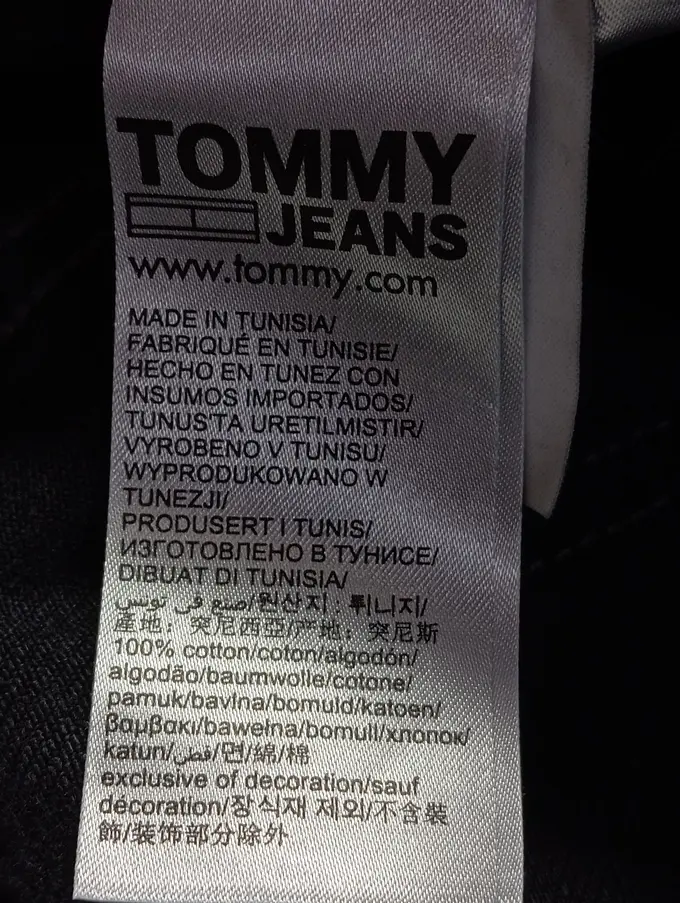 TOMMY
JEANS
www.tommy.com
MADE IN TUNISIA/
FABRIQUÉ EN TUNISIE/
HECHO EN TUNEZ CON
INSUMOS IMPORTADOS/
TUNUS'TA URETILMISTIR/
VYROBENO V TUNISU/
WYPRODUKOWANO W
TUNEZJI/
PRODUSERT I TUNIS/
ИЗГОТОВЛЕНО В ТУНИСЕ/
DIBUAT DI TUNISIA/
صنع في تونس/원산지 : 튀니지/
產地：突尼西亞/产地：突尼斯
100% cotton/coton/algodón/
algodão/baumwolle/cotone/
pamuk/bavlna/bomuld/katoen/
βαμβακι/bawełna/bomull/хлопок/
katun/قطن/면/綿/棉
exclusive of decoration/sauf
décoration/장식재 제외/不含裝
飾/装饰部分除外